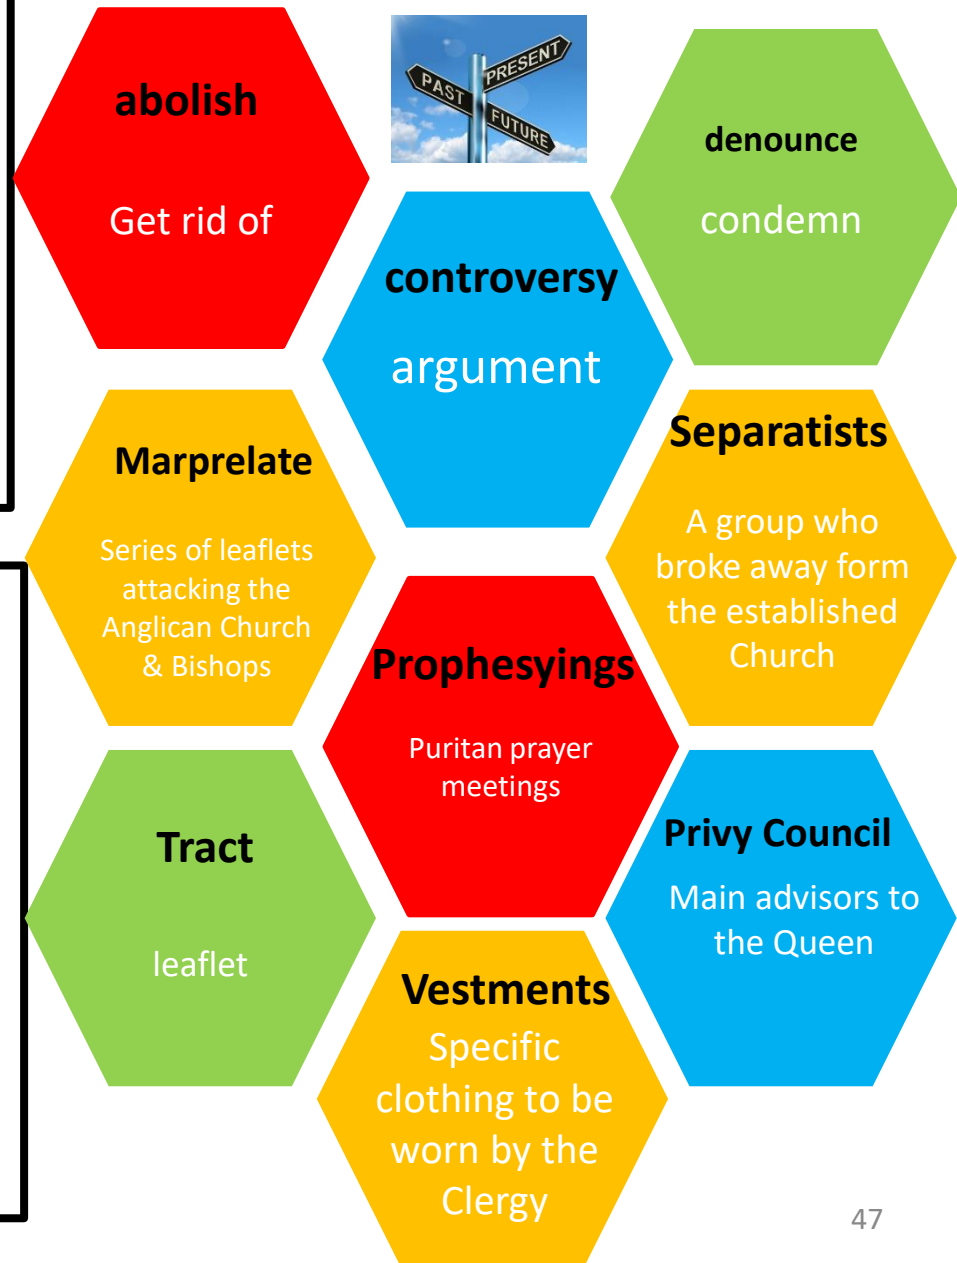 abolish
Get rid of
PAST
PRESENT
FUTURE
denounce
condemn
controversy
argument
Marprelate
Series of leaflets
attacking the
Anglican Church
& Bishops
Separatists
A group who
broke away form
the established
Church
Prophesyings
Puritan prayer
meetings
Tract
leaflet
Privy Council
Main advisors to
the Queen
Vestments
Specific
clothing to be
worn by the
Clergy
47